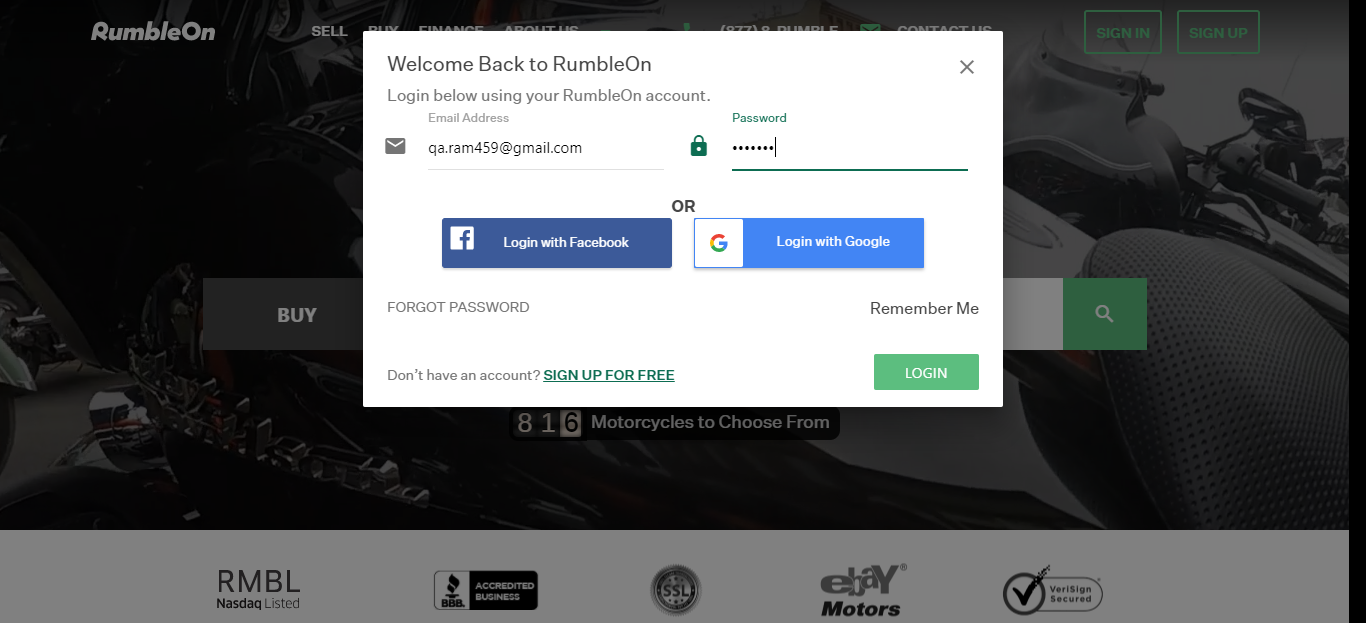 RumbleOn
SELL BUY FINANCE ABOUT US (877) 8-RUMBLE CONTACT US SIGN IN SIGN UP
Welcome Back to RumbleOn
Login below using your RumbleOn account.
Email Address Password
qa.ram459@gmail.com •••••••
OR
Login with Facebook G Login with Google
FORGOT PASSWORD Remember Me
BUY
Don't have an account? SIGN UP FOR FREE LOGIN
816 Motorcycles to Choose From
RMBL
Nasdaq Listed
BBB. ACCREDITED
BUSINESS
SSL
ebay®
Motors
VeriSign
Secured